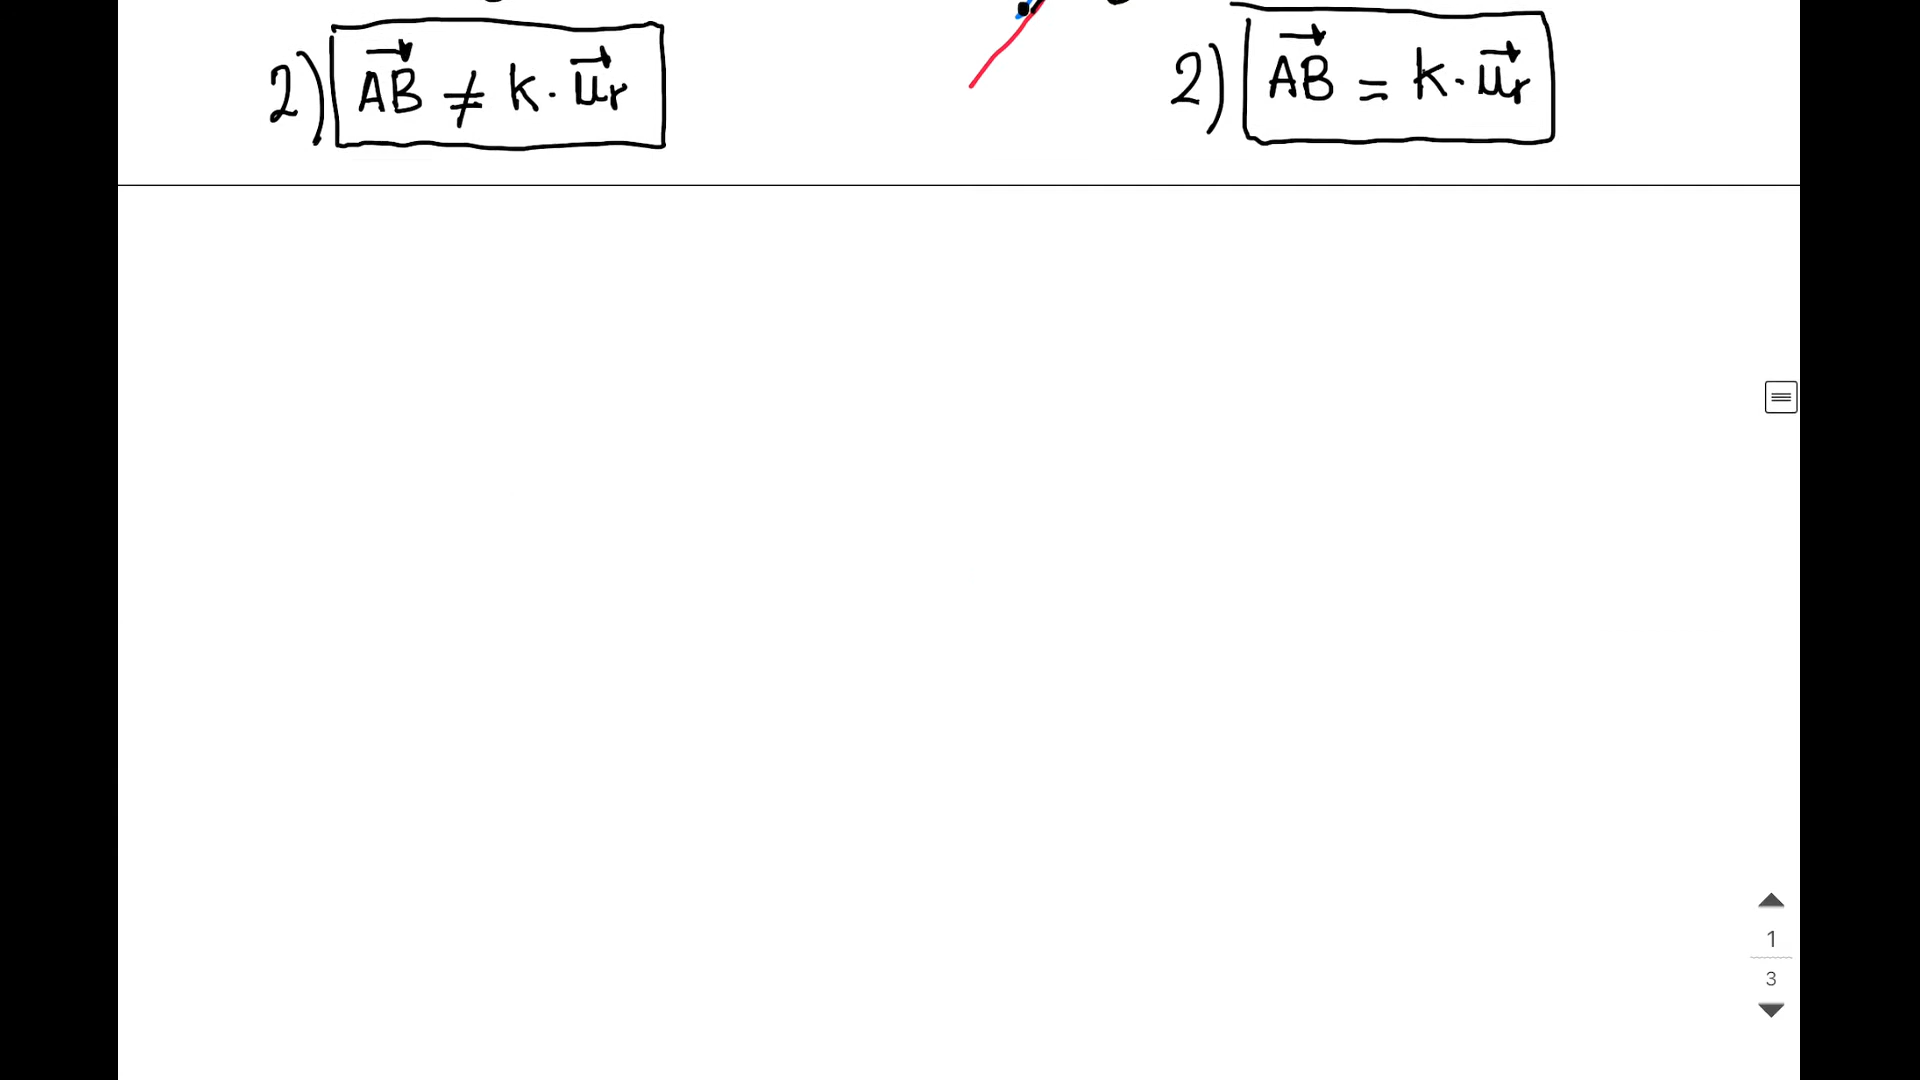 2) AB ≠ k · ur
2) AB = k · ur
1
3